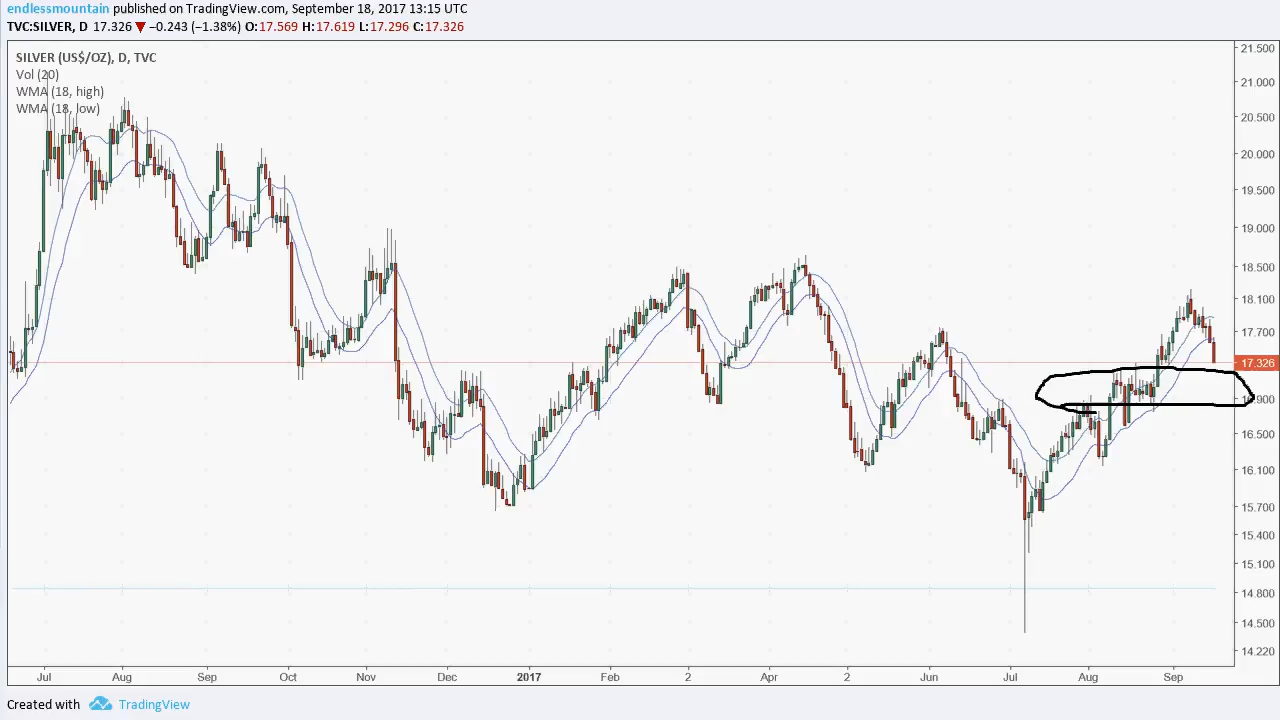 endlessmountain published on TradingView.com, September 18, 2017 13:15 UTC
TVC:SILVER, D 17.326 ▼ −0.243 (−1.38%) O:17.569 H:17.619 L:17.296 C:17.326
SILVER (US$/OZ), D, TVC
Vol (20)
WMA (18, high)
WMA (18, low)
21.500
21.000
20.500
20.000
19.500
19.000
18.500
18.100
17.700
17.326
16.500
16.100
15.700
15.400
15.100
14.800
14.500
14.220
Jul Aug Sep Oct Nov Dec 2017 Feb 2 Apr 2 Jun Jul Aug Sep
Created with TradingView